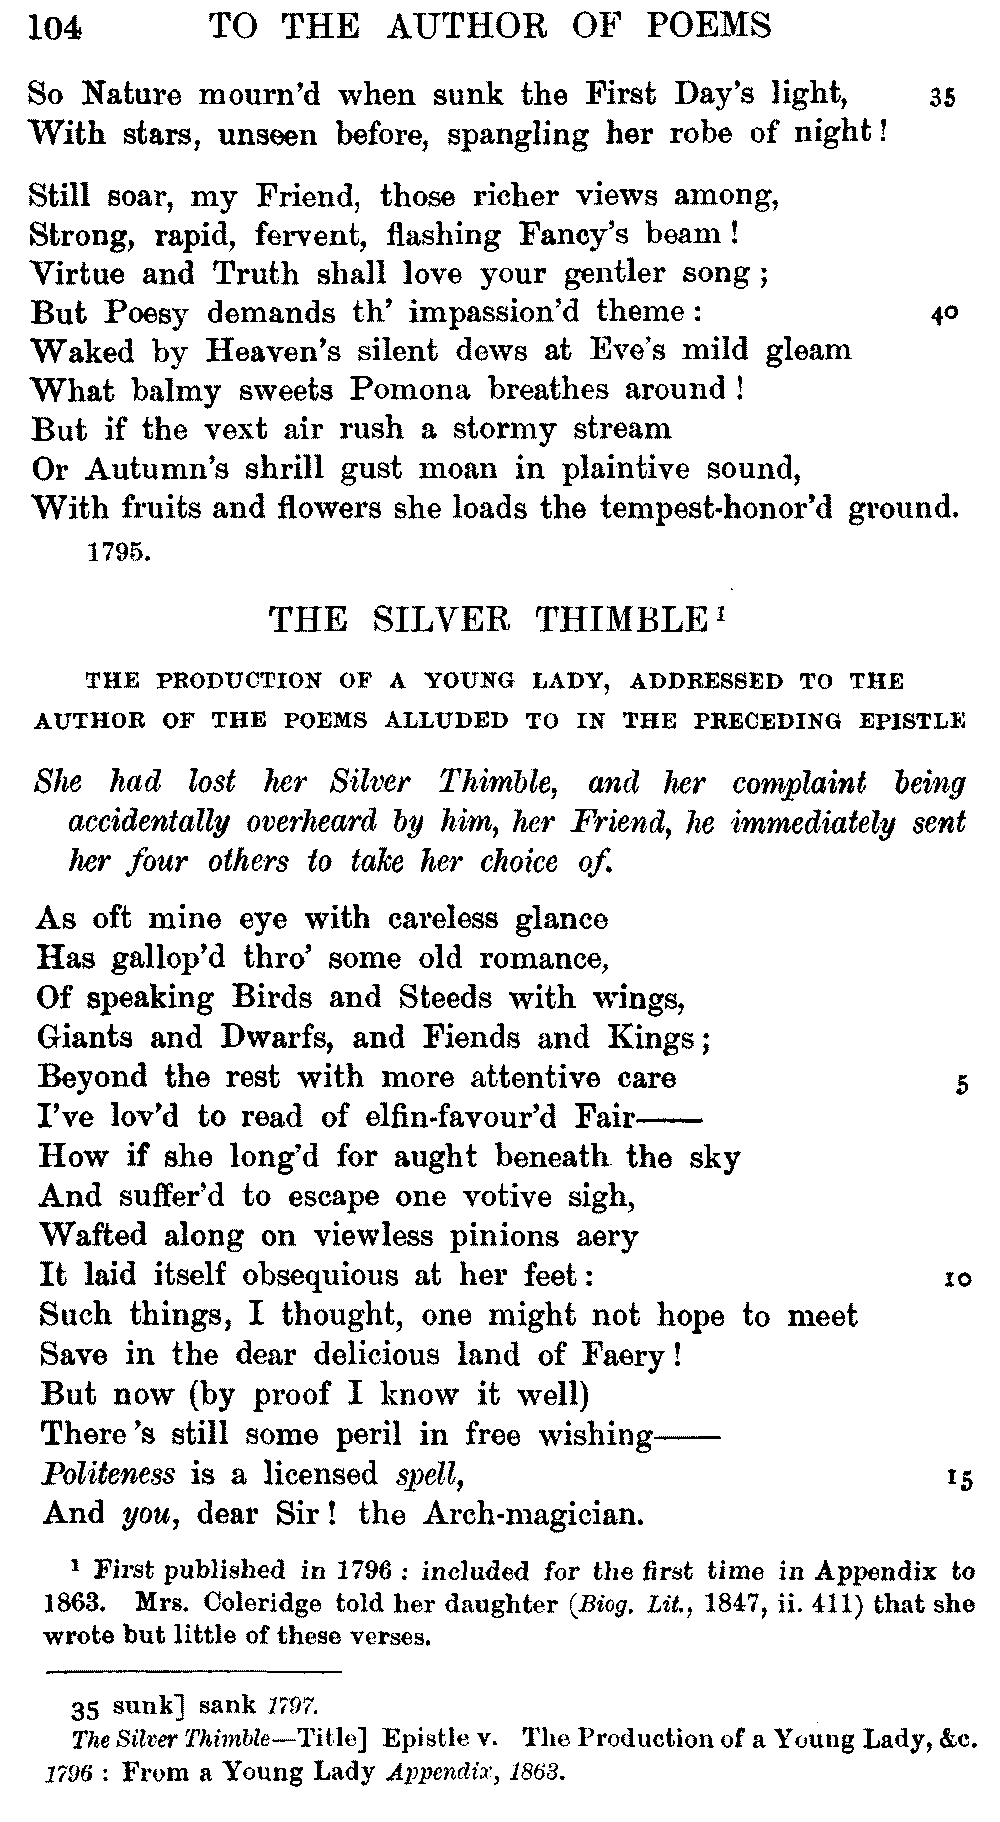 104 TO THE AUTHOR OF POEMS
So Nature mourn'd when sunk the First Day's light, 35
With stars, unseen before, spangling her robe of night!
Still soar, my Friend, those richer views among,
Strong, rapid, fervent, flashing Fancy's beam!
Virtue and Truth shall love your gentler song;
But Poesy demands th' impassion'd theme: 40
Waked by Heaven's silent dews at Eve's mild gleam
What balmy sweets Pomona breathes around!
But if the vext air rush a stormy stream
Or Autumn's shrill gust moan in plaintive sound,
With fruits and flowers she loads the tempest-honor'd ground.
1795.
THE SILVER THIMBLE¹
THE PRODUCTION OF A YOUNG LADY, ADDRESSED TO THE
AUTHOR OF THE POEMS ALLUDED TO IN THE PRECEDING EPISTLE
She had lost her Silver Thimble, and her complaint being
accidentally overheard by him, her Friend, he immediately sent
her four others to take her choice of.
As oft mine eye with careless glance
Has gallop'd thro' some old romance,
Of speaking Birds and Steeds with wings,
Giants and Dwarfs, and Fiends and Kings;
Beyond the rest with more attentive care 5
I've lov'd to read of elfin-favour'd Fair——
How if she long'd for aught beneath the sky
And suffer'd to escape one votive sigh,
Wafted along on viewless pinions aery
It laid itself obsequious at her feet: 10
Such things, I thought, one might not hope to meet
Save in the dear delicious land of Faery!
But now (by proof I know it well)
There's still some peril in free wishing——
Politeness is a licensed spell, 15
And you, dear Sir! the Arch-magician.
¹ First published in 1796: included for the first time in Appendix to
1863. Mrs. Coleridge told her daughter (Biog. Lit., 1847, ii. 411) that she
wrote but little of these verses.
35 sunk] sank 1797.
The Silver Thimble—Title] Epistle v. The Production of a Young Lady, &c.
1796: From a Young Lady Appendix, 1863.